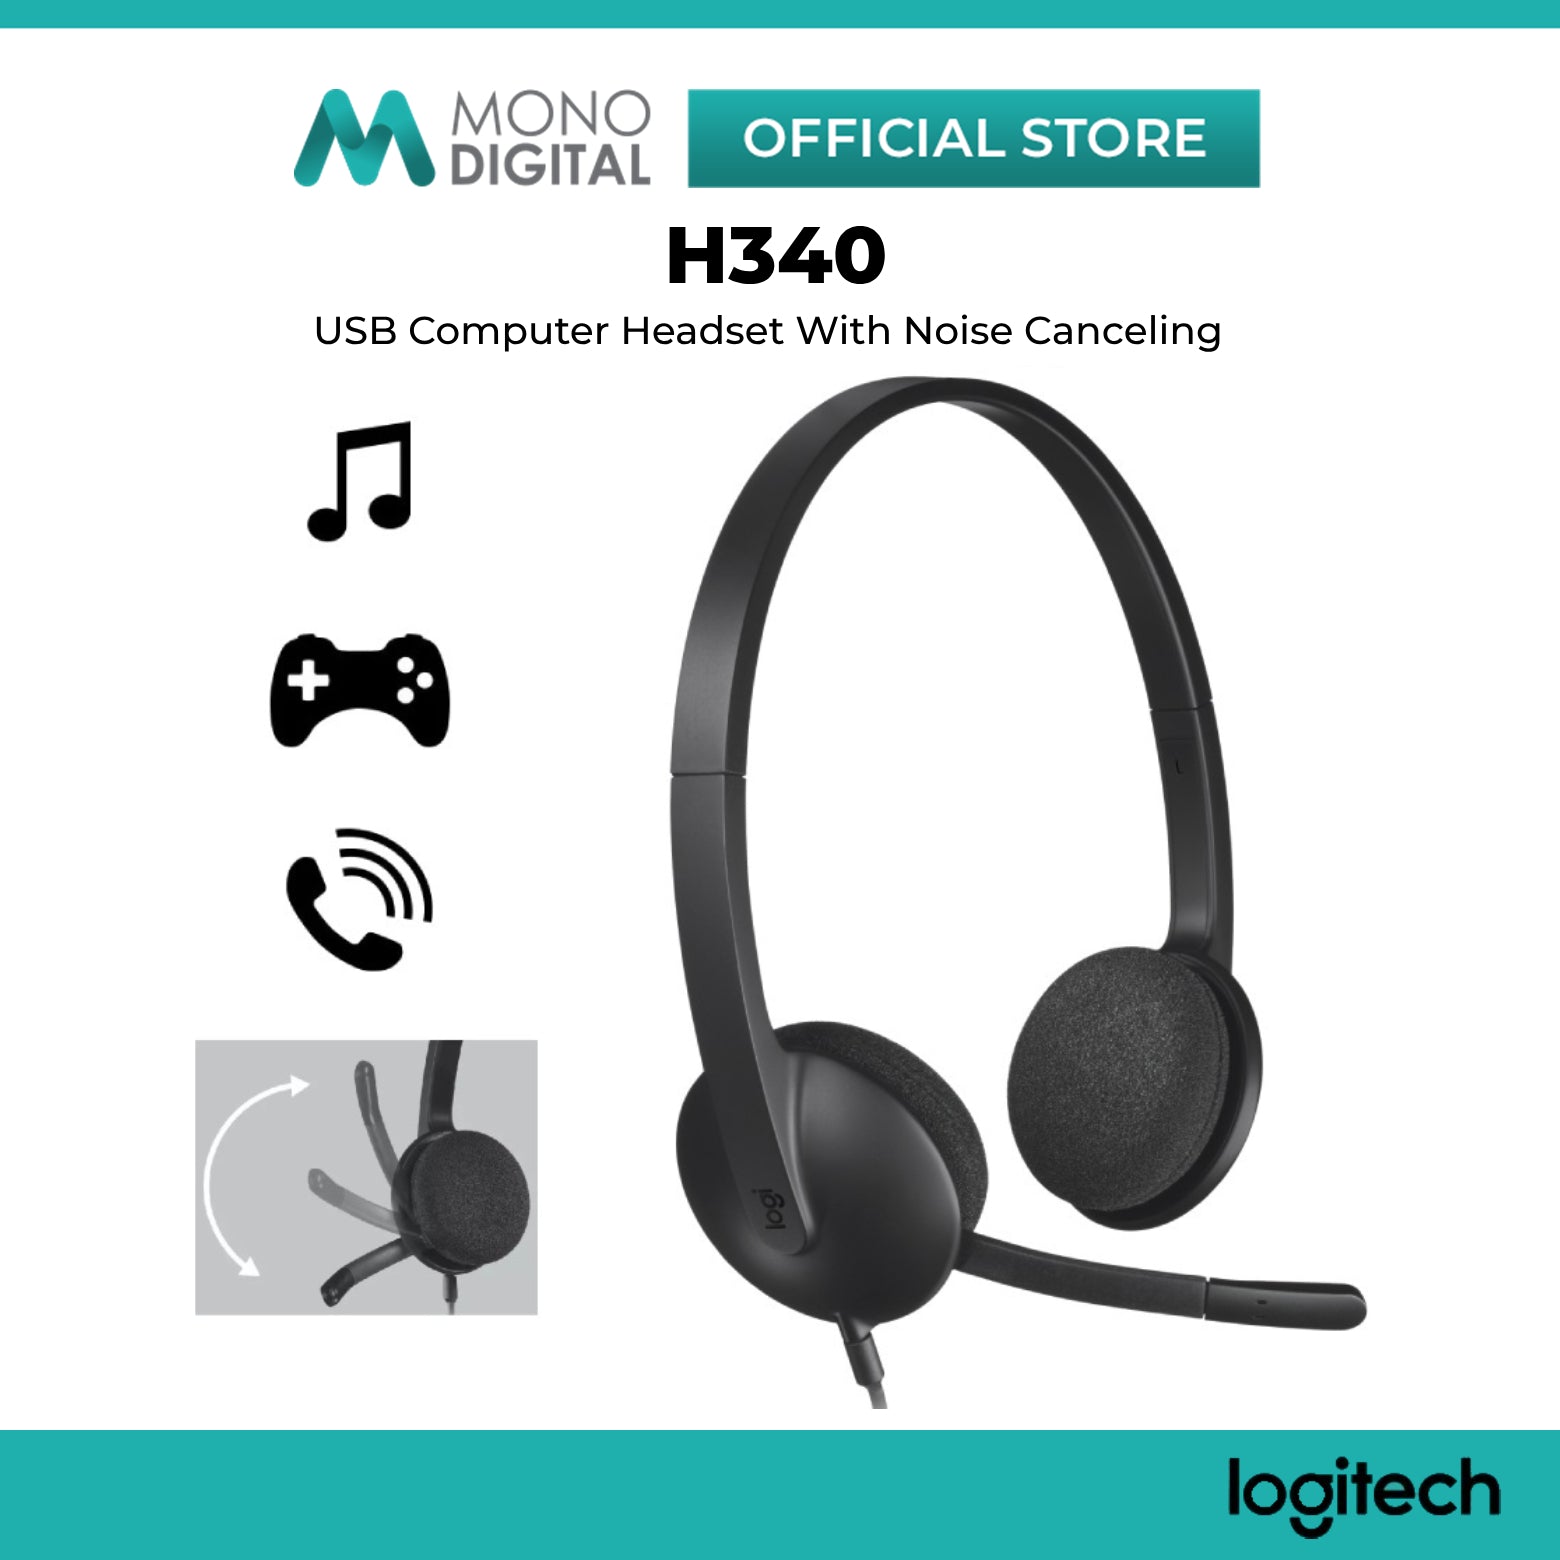 MONO
DIGITAL
OFFICIAL STORE
H340
USB Computer Headset With Noise Canceling
logi
logitech